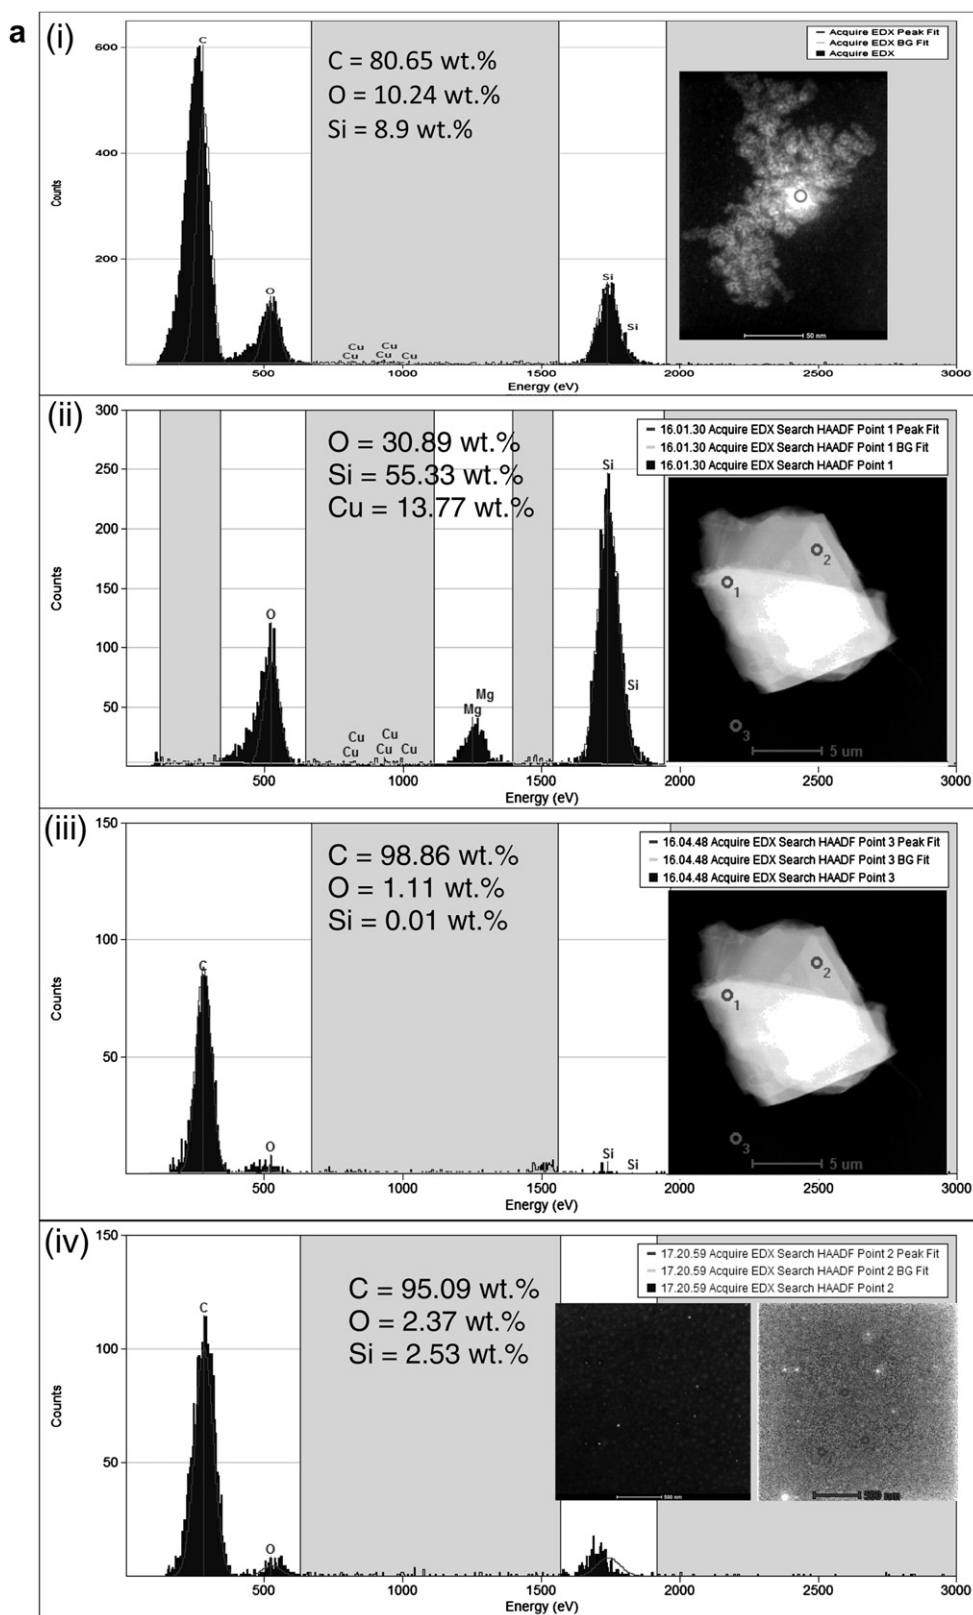 a
(i)
C = 80.65 wt.%
O = 10.24 wt.%
Si = 8.9 wt.%
Acquire EDX Peak Fit
Acquire EDX BG Fit
Acquire EDX
600
400
200
Counts
C
O
Cu Cu
Cu Cu Cu
Si
Si
50 nm
500 1000 1500 2000 2500 3000
Energy (eV)
(ii)
O = 30.89 wt.%
Si = 55.33 wt.%
Cu = 13.77 wt.%
16.01.30 Acquire EDX Search HAADF Point 1 Peak Fit
16.01.30 Acquire EDX Search HAADF Point 1 BG Fit
16.01.30 Acquire EDX Search HAADF Point 1
300
250
200
150
100
50
Counts
O
Cu Cu
Cu Cu Cu
Mg
Mg
Si
Si
1
2
3
5 um
500 1000 1500 2000 2500 3000
Energy (eV)
(iii)
C = 98.86 wt.%
O = 1.11 wt.%
Si = 0.01 wt.%
16.04.48 Acquire EDX Search HAADF Point 3 Peak Fit
16.04.48 Acquire EDX Search HAADF Point 3 BG Fit
16.04.48 Acquire EDX Search HAADF Point 3
150
100
50
Counts
C
O
Si
Si
1
2
3
5 um
500 1000 1500 2000 2500 3000
Energy (eV)
(iv)
C = 95.09 wt.%
O = 2.37 wt.%
Si = 2.53 wt.%
17.20.59 Acquire EDX Search HAADF Point 2 Peak Fit
17.20.59 Acquire EDX Search HAADF Point 2 BG Fit
17.20.59 Acquire EDX Search HAADF Point 2
150
100
50
Counts
C
O
500 nm
500 nm
500 1000 1500 2000 2500 3000
Energy (eV)